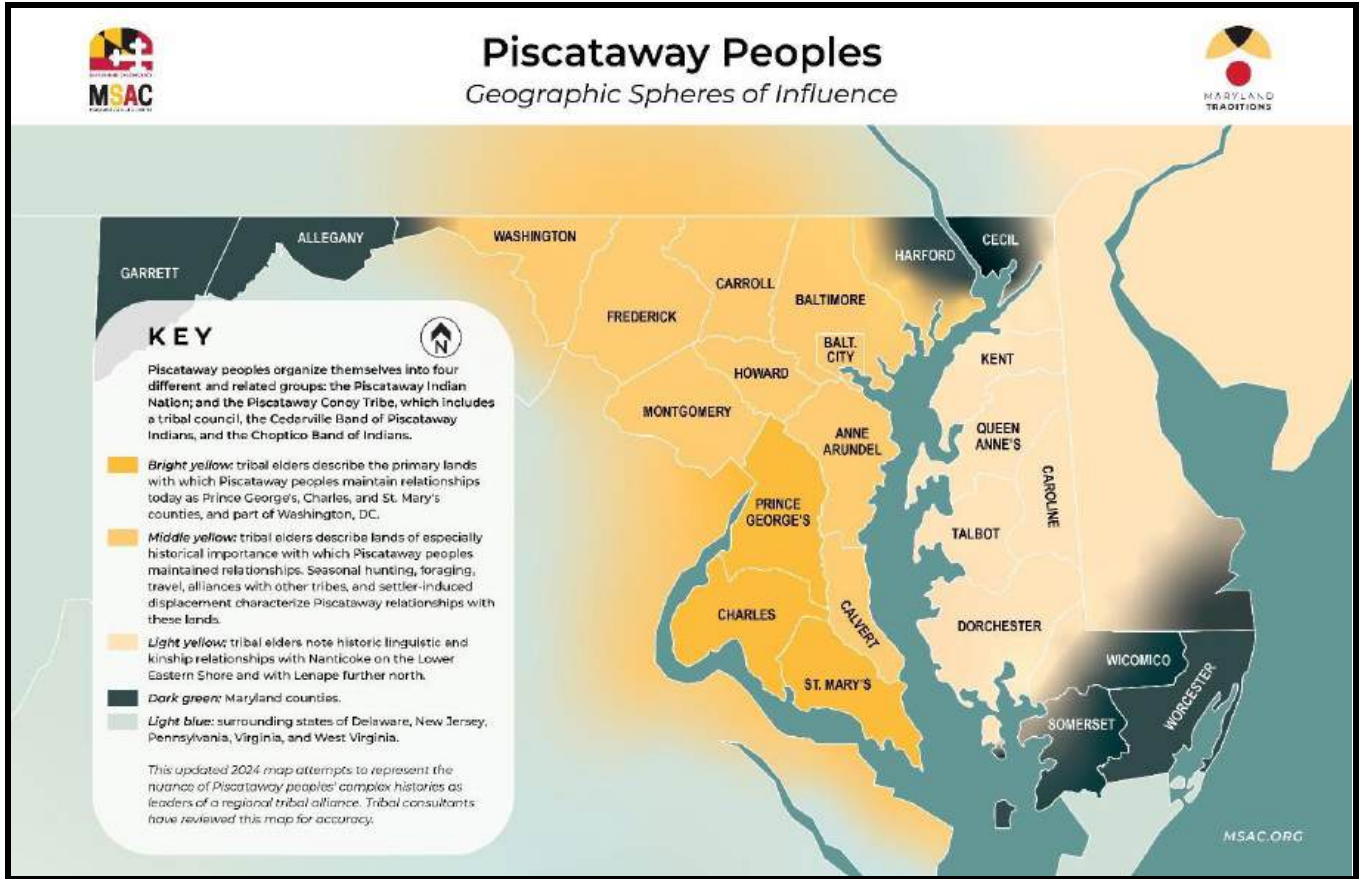 Piscataway Peoples
Geographic Spheres of Influence
MSAC
MARYLAND
TRADITIONS
GARRETT
ALLEGANY
WASHINGTON
FREDERICK
CARROLL
BALTIMORE
HARFORD
CECIL
BALT.
CITY
HOWARD
MONTGOMERY
ANNE
ARUNDEL
KENT
QUEEN
ANNE'S
CAROLINE
TALBOT
PRINCE
GEORGE'S
CHARLES
CALVERT
ST. MARY'S
DORCHESTER
WICOMICO
WORCESTER
SOMERSET
KEY
N
Piscataway peoples organize themselves into four
different and related groups: the Piscataway Indian
Nation; and the Piscataway Conoy Tribe, which includes
a tribal council, the Cedarville Band of Piscataway
Indians, and the Choptico Band of Indians.
Bright yellow: tribal elders describe the primary lands
with which Piscataway peoples maintain relationships
today as Prince George's, Charles, and St. Mary's
counties, and part of Washington, DC.
Middle yellow: tribal elders describe lands of especially
historical importance with which Piscataway peoples
maintained relationships. Seasonal hunting, foraging,
travel, alliances with other tribes, and settler-induced
displacement characterize Piscataway relationships with
these lands.
Light yellow: tribal elders note historic linguistic and
kinship relationships with Nanticoke on the Lower
Eastern Shore and with Lenape further north.
Dark green: Maryland counties.
Light blue: surrounding states of Delaware, New Jersey,
Pennsylvania, Virginia, and West Virginia.
This updated 2024 map attempts to represent the
nuance of Piscataway peoples' complex histories as
leaders of a regional tribal alliance. Tribal consultants
have reviewed this map for accuracy.
MSAC.ORG